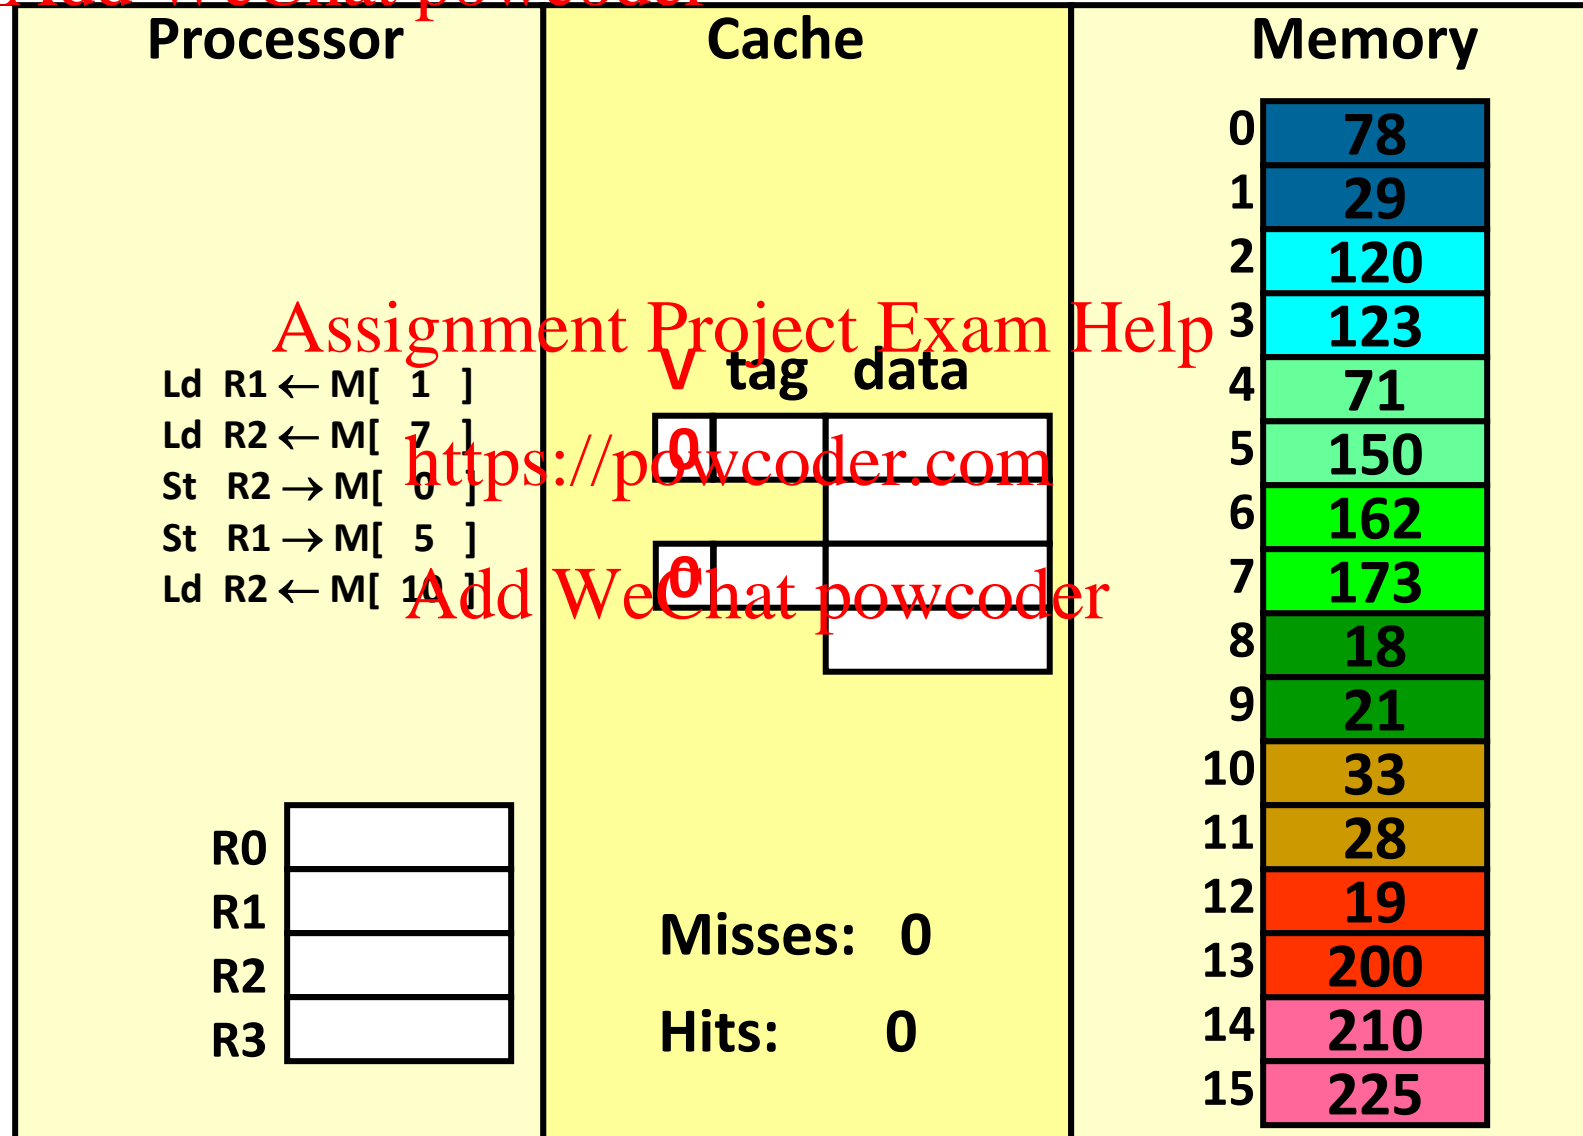 Add WeChat powcoder
Processor
Cache
Memory
Assignment Project Exam Help
https://powcoder.com
Add WeChat powcoder
Ld R1 ← M[ 1 ]
Ld R2 ← M[ 7 ]
St R2 → M[ 0 ]
St R1 → M[ 5 ]
Ld R2 ← M[ 10 ]
R0
R1
R2
R3
V tag data
0
0
Misses: 0
Hits: 0
0 78
1 29
2 120
3 123
4 71
5 150
6 162
7 173
8 18
9 21
10 33
11 28
12 19
13 200
14 210
15 225